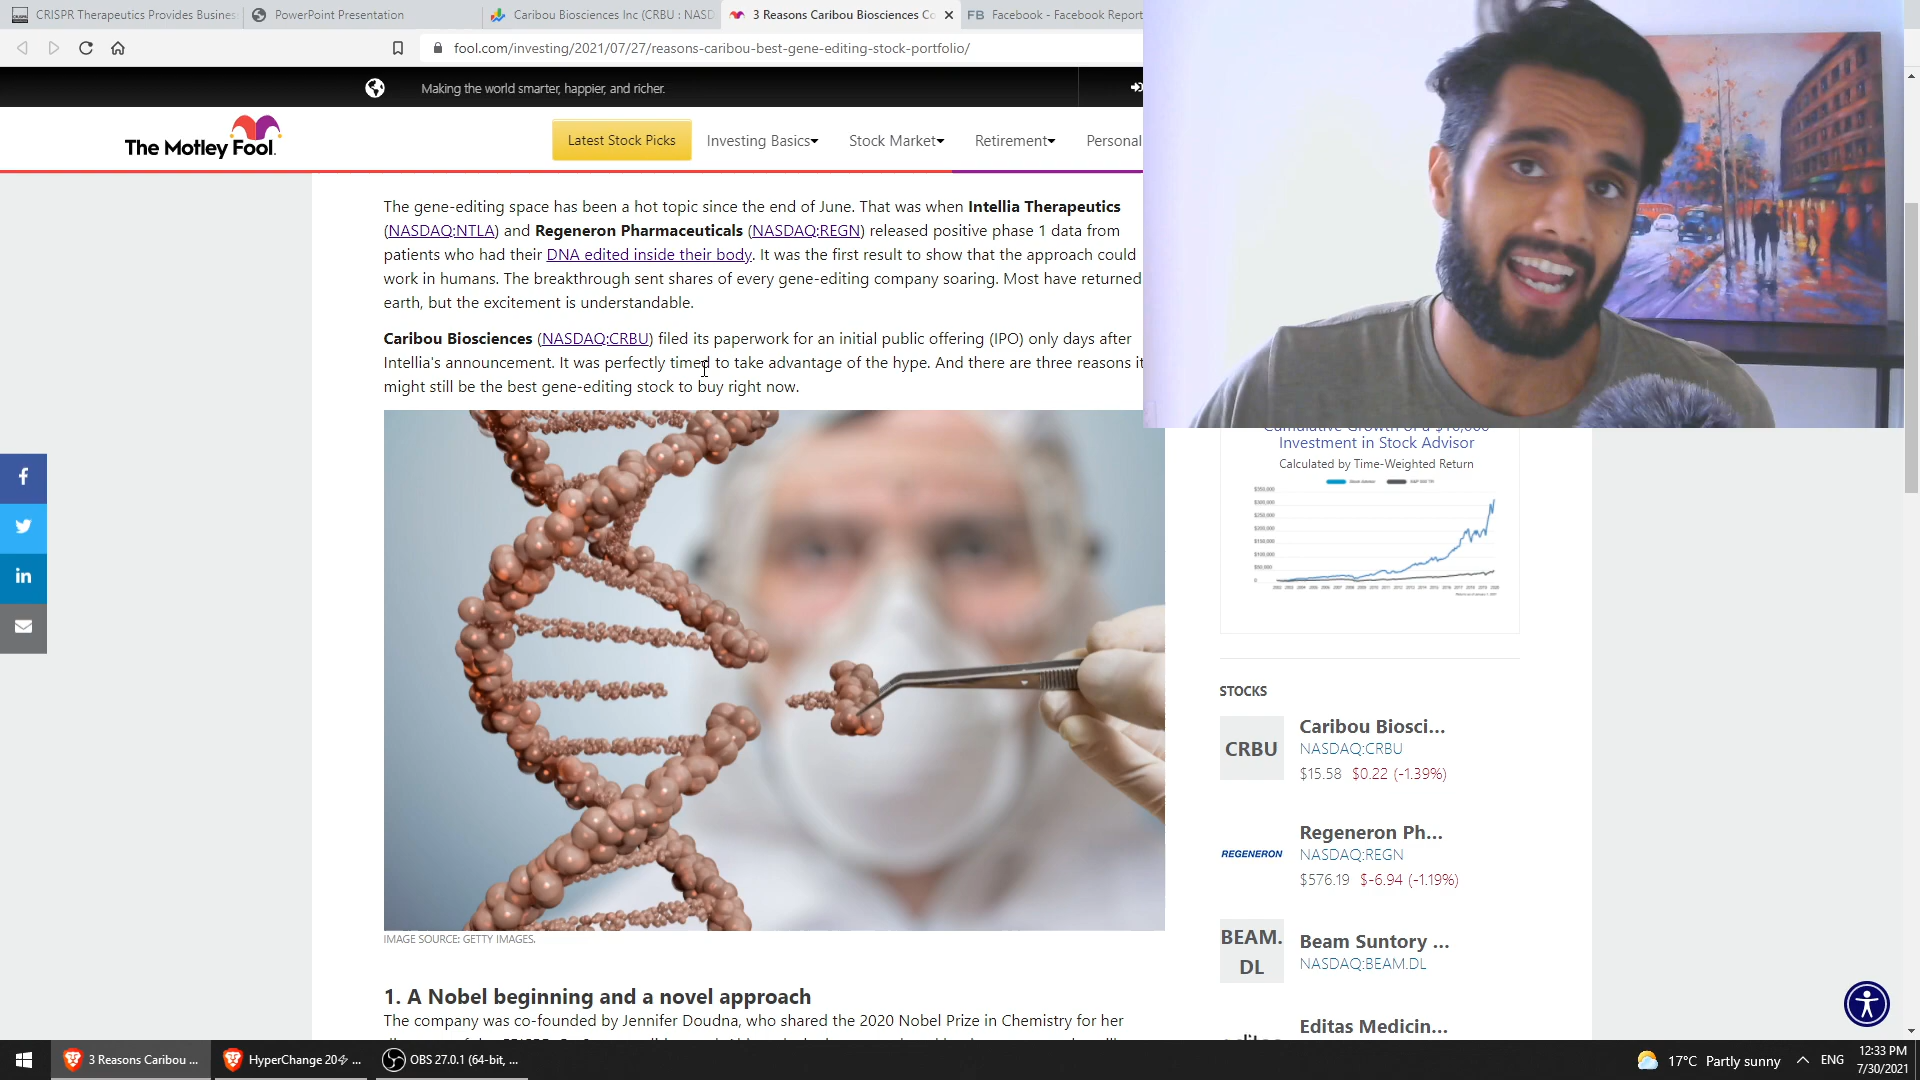 CRISPR Therapeutics Provides Busines
PowerPoint Presentation
Caribou Biosciences Inc (CRBU : NASD
3 Reasons Caribou Biosciences Co
FB Facebook - Facebook Report
fool.com/investing/2021/07/27/reasons-caribou-best-gene-editing-stock-portfolio/
Making the world smarter, happier, and richer.
The Motley Fool.
Latest Stock Picks
Investing Basics
Stock Market
Retirement
Personal
The gene-editing space has been a hot topic since the end of June. That was when Intellia Therapeutics
(NASDAQ:NTLA) and Regeneron Pharmaceuticals (NASDAQ:REGN) released positive phase 1 data from
patients who had their DNA edited inside their body. It was the first result to show that the approach could
work in humans. The breakthrough sent shares of every gene-editing company soaring. Most have returned
earth, but the excitement is understandable.
Caribou Biosciences (NASDAQ:CRBU) filed its paperwork for an initial public offering (IPO) only days after
Intellia's announcement. It was perfectly timed to take advantage of the hype. And there are three reasons it
might still be the best gene-editing stock to buy right now.
IMAGE SOURCE: GETTY IMAGES.
1. A Nobel beginning and a novel approach
The company was co-founded by Jennifer Doudna, who shared the 2020 Nobel Prize in Chemistry for her
Cumulative Growth of a $10,000
Investment in Stock Advisor
Calculated by Time-Weighted Return
STOCKS
CRBU
Caribou Biosci...
NASDAQ:CRBU
$15.58 $0.22 (-1.39%)
REGENERON
Regeneron Ph...
NASDAQ:REGN
$576.19 $-6.94 (-1.19%)
BEAM.
DL
Beam Suntory ...
NASDAQ:BEAM.DL
Editas Medicin...
3 Reasons Caribou ...
HyperChange 20⚡ ...
OBS 27.0.1 (64-bit, ...
17°C Partly sunny
ENG
12:33 PM
7/30/2021